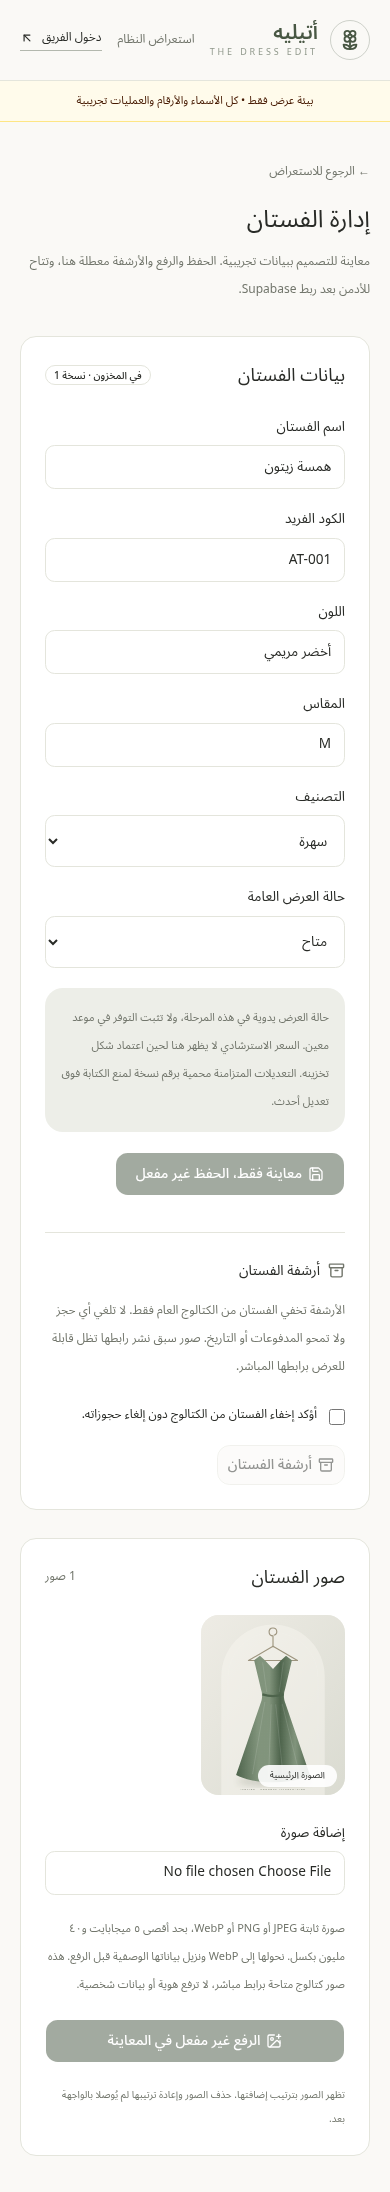 أتيليه
THE DRESS EDIT
استعراض النظام
دخول الفريق
بيئة عرض فقط • كل الأسماء والأرقام والعمليات تجريبية
← الرجوع للاستعراض
إدارة الفستان
معاينة للتصميم ببيانات تجريبية. الحفظ والرفع والأرشفة معطلة هنا، وتتاح
للأدمن بعد ربط Supabase.
بيانات الفستان
في المخزون · نسخة 1
اسم الفستان
همسة زيتون
الكود الفريد
AT-001
اللون
أخضر مريمي
المقاس
M
التصنيف
سهرة
حالة العرض العامة
متاح
حالة العرض يدوية في هذه المرحلة، ولا تثبت التوفر في موعد
معين. السعر الاسترشادي لا يظهر هنا لحين اعتماد شكل
تخزينه. التعديلات المتزامنة محمية برقم نسخة لمنع الكتابة فوق
تعديل أحدث.
معاينة فقط، الحفظ غير مفعل
أرشفة الفستان
الأرشفة تخفي الفستان من الكتالوج العام فقط. لا تلغي أي حجز
ولا تمحو المدفوعات أو التاريخ. صور سبق نشر رابطها تظل قابلة
للعرض برابطها المباشر.
أؤكد إخفاء الفستان من الكتالوج دون إلغاء حجوزاته.
أرشفة الفستان
صور الفستان
1 صور
الصورة الرئيسية
إضافة صورة
Choose File No file chosen
صورة ثابتة JPEG أو PNG أو WebP، بحد أقصى ٥ ميجابايت و٤٠
مليون بكسل. نحولها إلى WebP ونزيل بياناتها الوصفية قبل الرفع. هذه
صور كتالوج متاحة برابط مباشر، لا ترفع هوية أو بيانات شخصية.
الرفع غير مفعل في المعاينة
تظهر الصور بترتيب إضافتها. حذف الصور وإعادة ترتيبها لم يُوصلا بالواجهة
بعد.